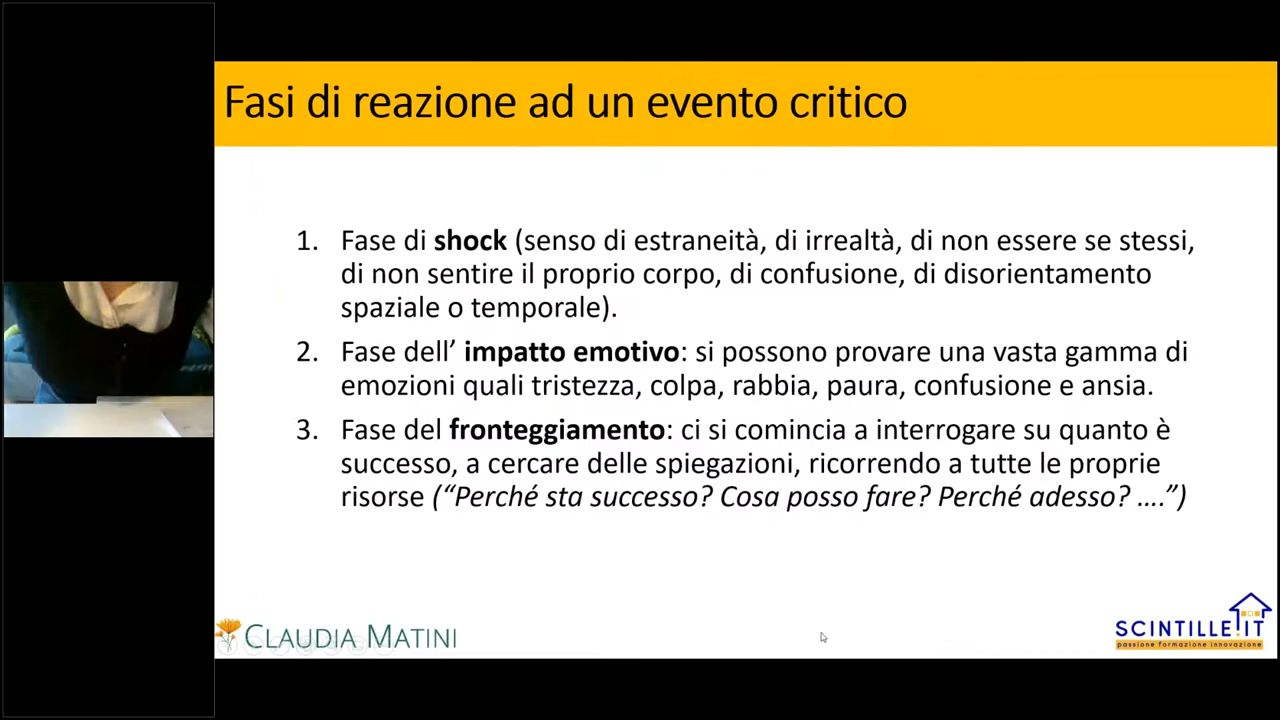 Fasi di reazione ad un evento critico
1. Fase di shock (senso di estraneità, di irrealtà, di non essere se stessi,
di non sentire il proprio corpo, di confusione, di disorientamento
spaziale o temporale).
2. Fase dell’ impatto emotivo: si possono provare una vasta gamma di
emozioni quali tristezza, colpa, rabbia, paura, confusione e ansia.
3. Fase del fronteggiamento: ci si comincia a interrogare su quanto è
successo, a cercare delle spiegazioni, ricorrendo a tutte le proprie
risorse (“Perché sta successo? Cosa posso fare? Perché adesso? ….”)
CLAUDIA MATINI
SCINTILLE.IT
passione formazione innovazione